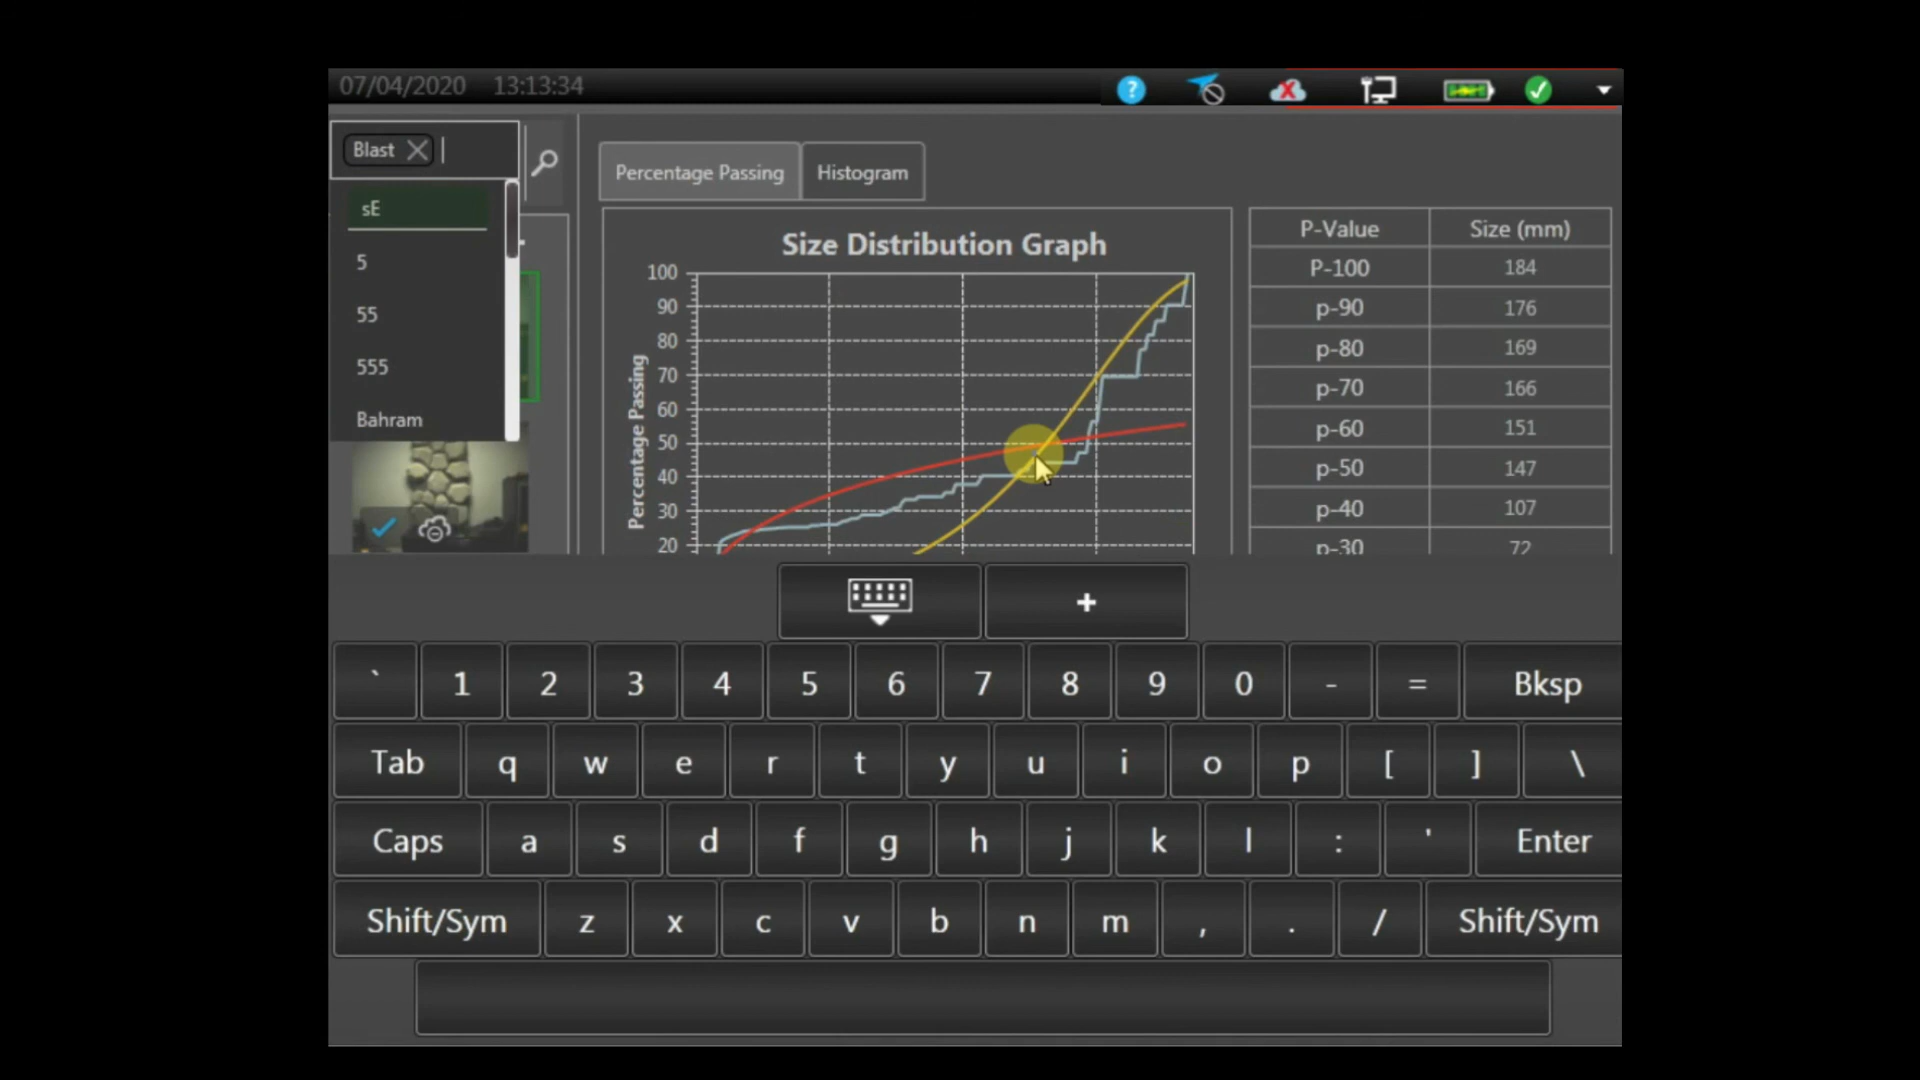 07/04/2020 13:13:34
?
Blast
sE
5
55
555
Bahram
Percentage Passing Histogram
Size Distribution Graph
Percentage Passing
100
90
80
70
60
50
40
30
20
P-Value Size (mm)
P-100 184
p-90 176
p-80 169
p-70 166
p-60 151
p-50 147
p-40 107
p-30 72
+
` 1 2 3 4 5 6 7 8 9 0 - = Bksp
Tab q w e r t y u i o p [ ] \
Caps a s d f g h j k l : ' Enter
Shift/Sym z x c v b n m , . / Shift/Sym